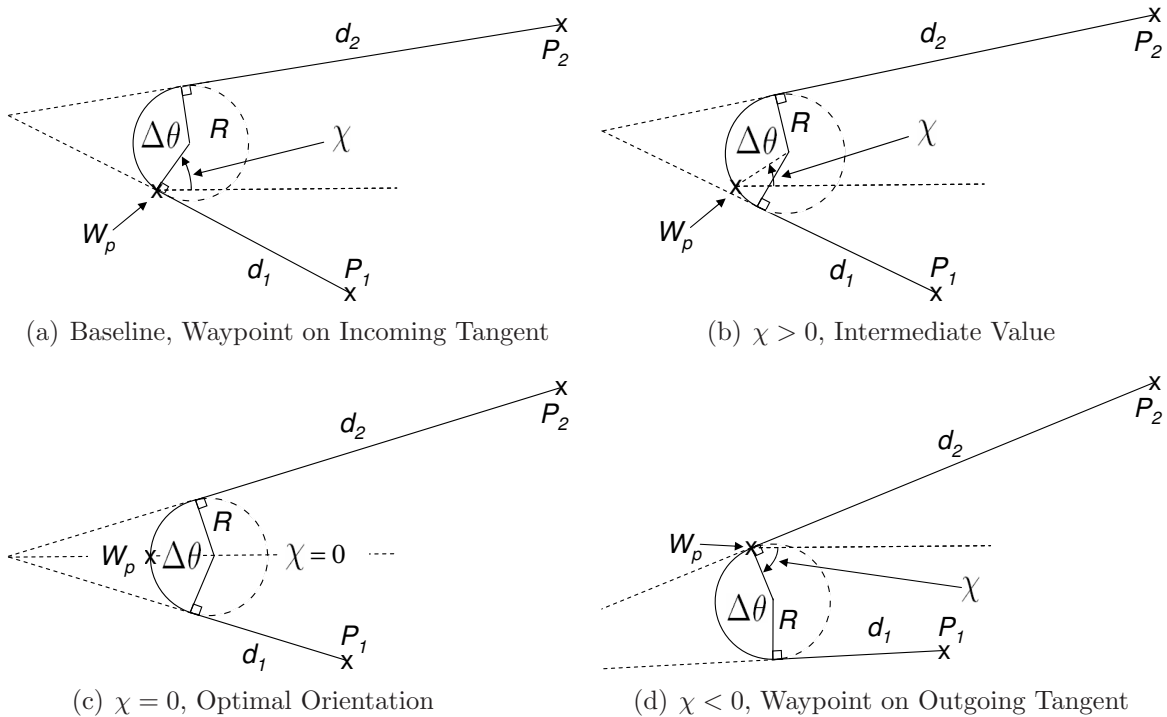 d2
P2
Δθ
R
χ
Wp
d1
P1
(a) Baseline, Waypoint on Incoming Tangent
d2
P2
R
Δθ
χ
Wp
d1
P1
(b) χ > 0, Intermediate Value
d2
P2
R
Wp Δθ χ = 0
P1
d1
(c) χ = 0, Optimal Orientation
d2
P2
Wp
χ
Δθ
R d1 P1
(d) χ < 0, Waypoint on Outgoing Tangent